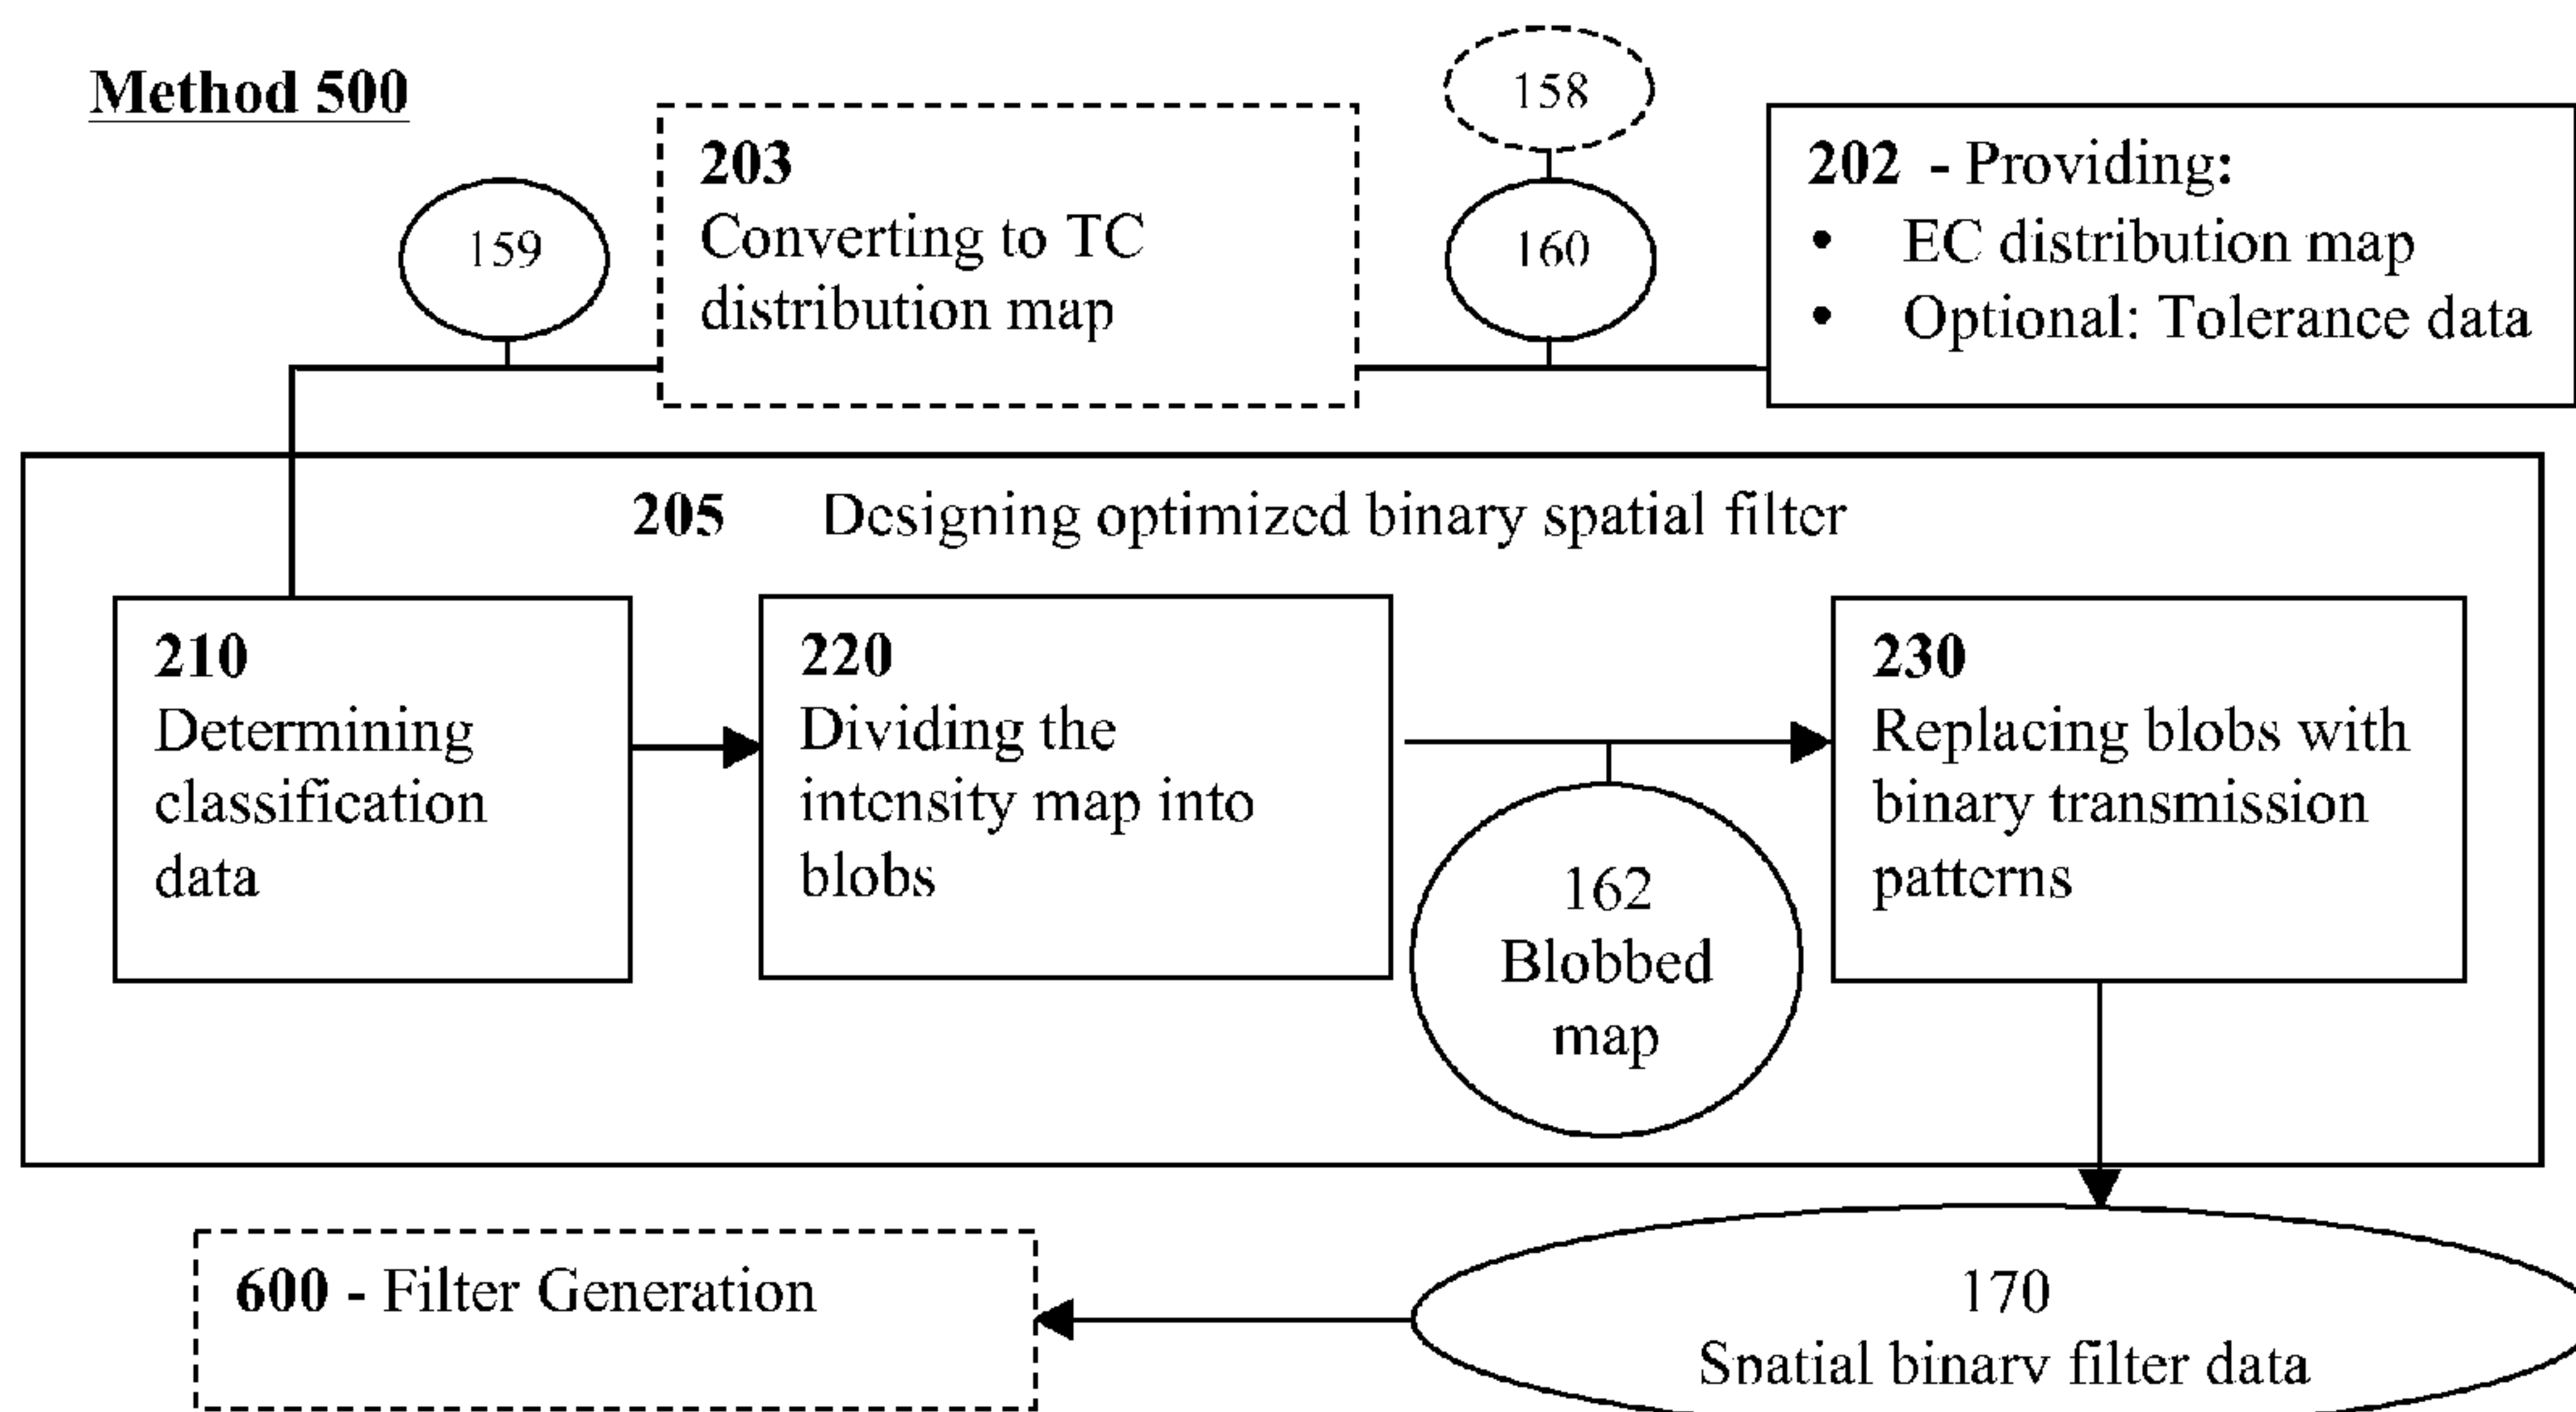 Method 500
158
203
Converting to TC
distribution map
159
160
202 - Providing:
• EC distribution map
• Optional: Tolerance data
205 Designing optimized binary spatial filter
210
Determining
classification
data
220
Dividing the
intensity map into
blobs
162
Blobbed
map
230
Replacing blobs with
binary transmission
patterns
600 - Filter Generation
170
Spatial binary filter data